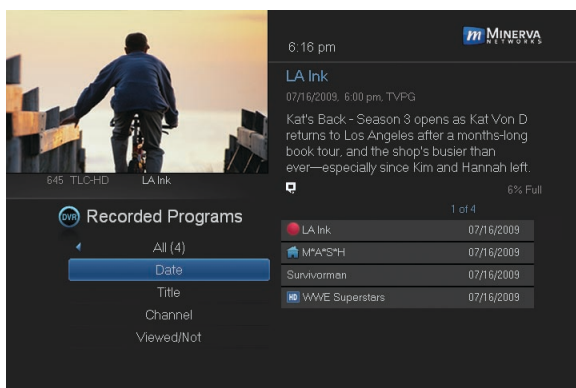 6:16 pm
m MINERVA
NETWORKS
LA Ink
07/16/2009, 6:00 pm, TVPG
Kat's Back - Season 3 opens as Kat Von D
returns to Los Angeles after a months-long
book tour, and the shop's busier than
ever—especially since Kim and Hannah left.
6% Full
645 TLC-HD LA Ink
DVR Recorded Programs
All (4)
Date
Title
Channel
Viewed/Not
1 of 4
LA Ink 07/16/2009
M*A*S*H 07/16/2009
Survivorman 07/16/2009
HD WWE Superstars 07/16/2009